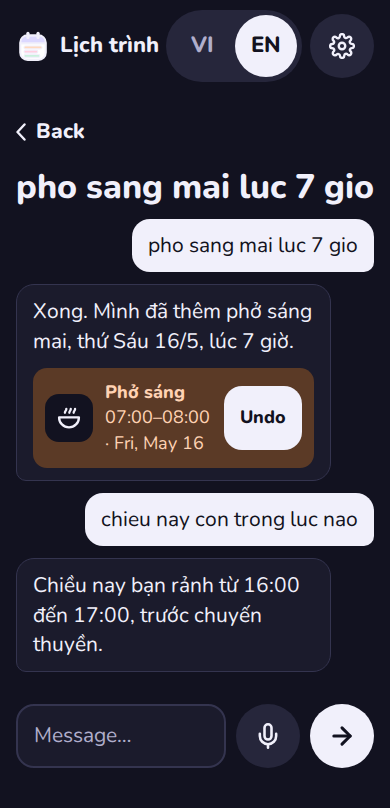 Lịch trình VI EN
Back
pho sang mai luc 7 gio
pho sang mai luc 7 gio
Xong. Mình đã thêm phở sáng
mai, thứ Sáu 16/5, lúc 7 giờ.
Phở sáng
07:00–08:00
· Fri, May 16
Undo
chieu nay con trong luc nao
Chiều nay bạn rảnh từ 16:00
đến 17:00, trước chuyến
thuyền.
Message...